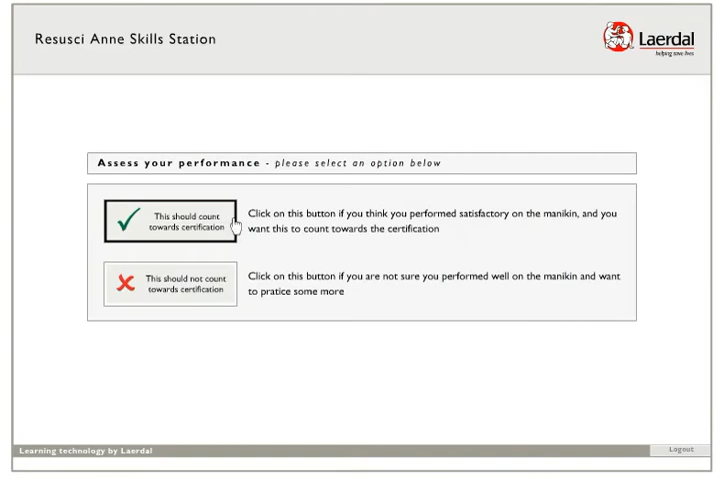 Resusci Anne Skills Station
Laerdal
helping save lives
Assess your performance - please select an option below
This should count
towards certification
Click on this button if you think you performed satisfactory on the manikin, and you
want this to count towards the certification
This should not count
towards certification
Click on this button if you are not sure you performed well on the manikin and want
to pratice some more
Learning technology by Laerdal
Logout